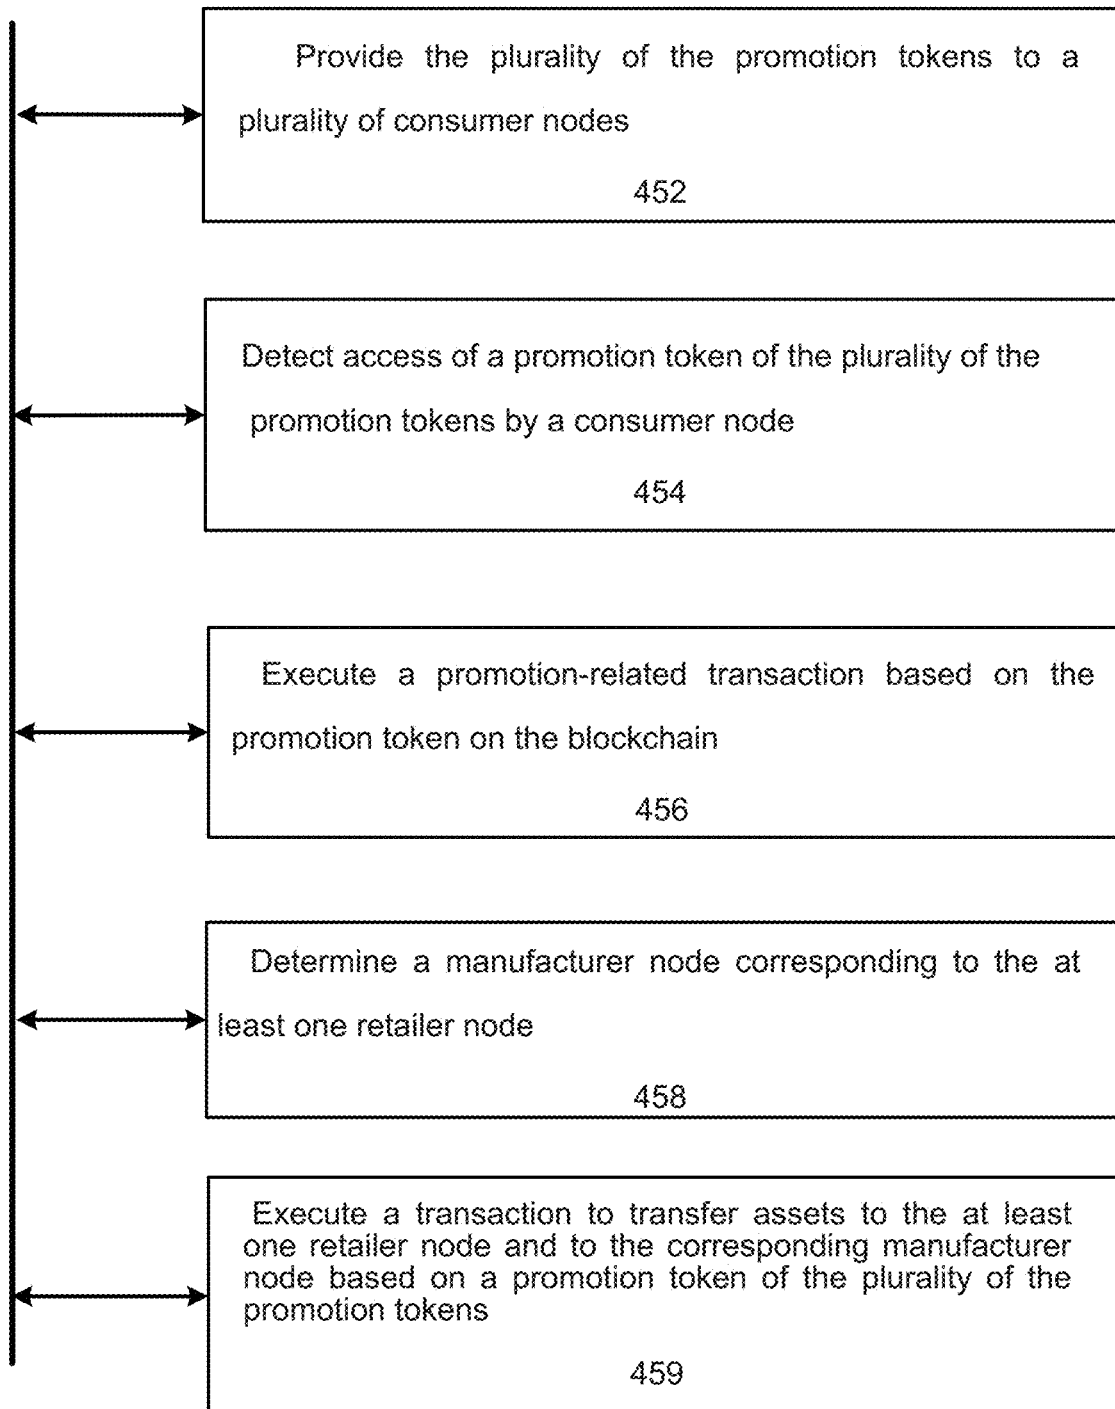 Provide the plurality of the promotion tokens to a
plurality of consumer nodes
452
Detect access of a promotion token of the plurality of the
promotion tokens by a consumer node
454
Execute a promotion-related transaction based on the
promotion token on the blockchain
456
Determine a manufacturer node corresponding to the at
least one retailer node
458
Execute a transaction to transfer assets to the at least
one retailer node and to the corresponding manufacturer
node based on a promotion token of the plurality of the
promotion tokens
459